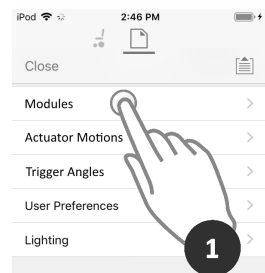 iPod 2:46 PM
Close
Modules
Actuator Motions
Trigger Angles
User Preferences
Lighting
1